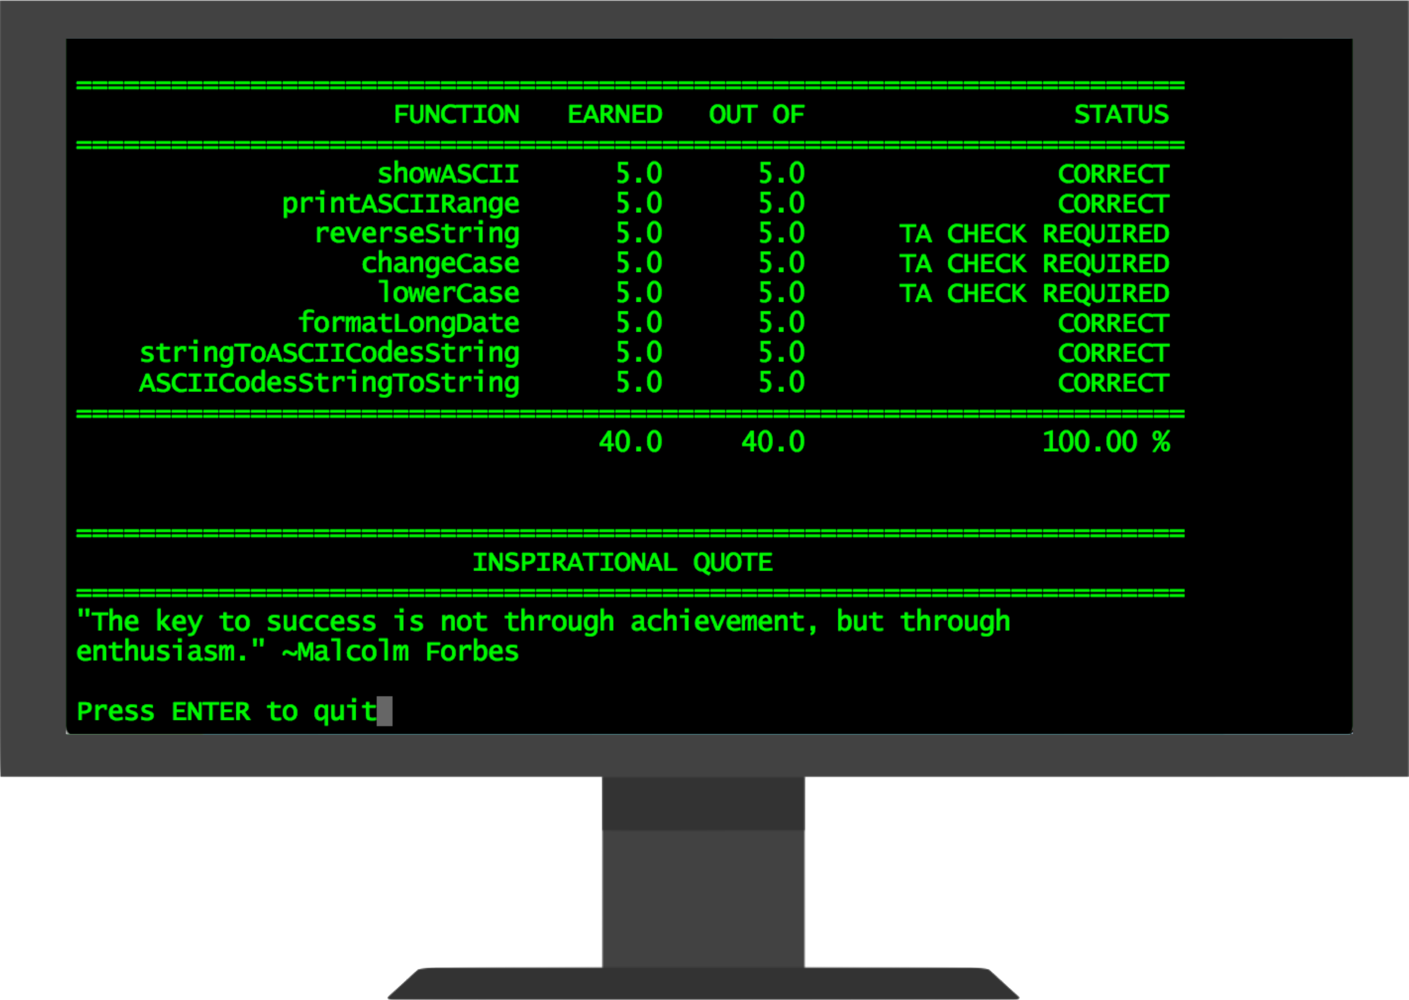 ======================================================================
FUNCTION EARNED OUT OF STATUS
======================================================================
showASCII 5.0 5.0 CORRECT
printASCIIRange 5.0 5.0 CORRECT
reverseString 5.0 5.0 TA CHECK REQUIRED
changeCase 5.0 5.0 TA CHECK REQUIRED
lowerCase 5.0 5.0 TA CHECK REQUIRED
formatLongDate 5.0 5.0 CORRECT
stringToASCIICodesString 5.0 5.0 CORRECT
ASCIICodesStringToString 5.0 5.0 CORRECT
======================================================================
40.0 40.0 100.00 %
======================================================================
INSPIRATIONAL QUOTE
======================================================================
"The key to success is not through achievement, but through
enthusiasm." ~Malcolm Forbes
Press ENTER to quit